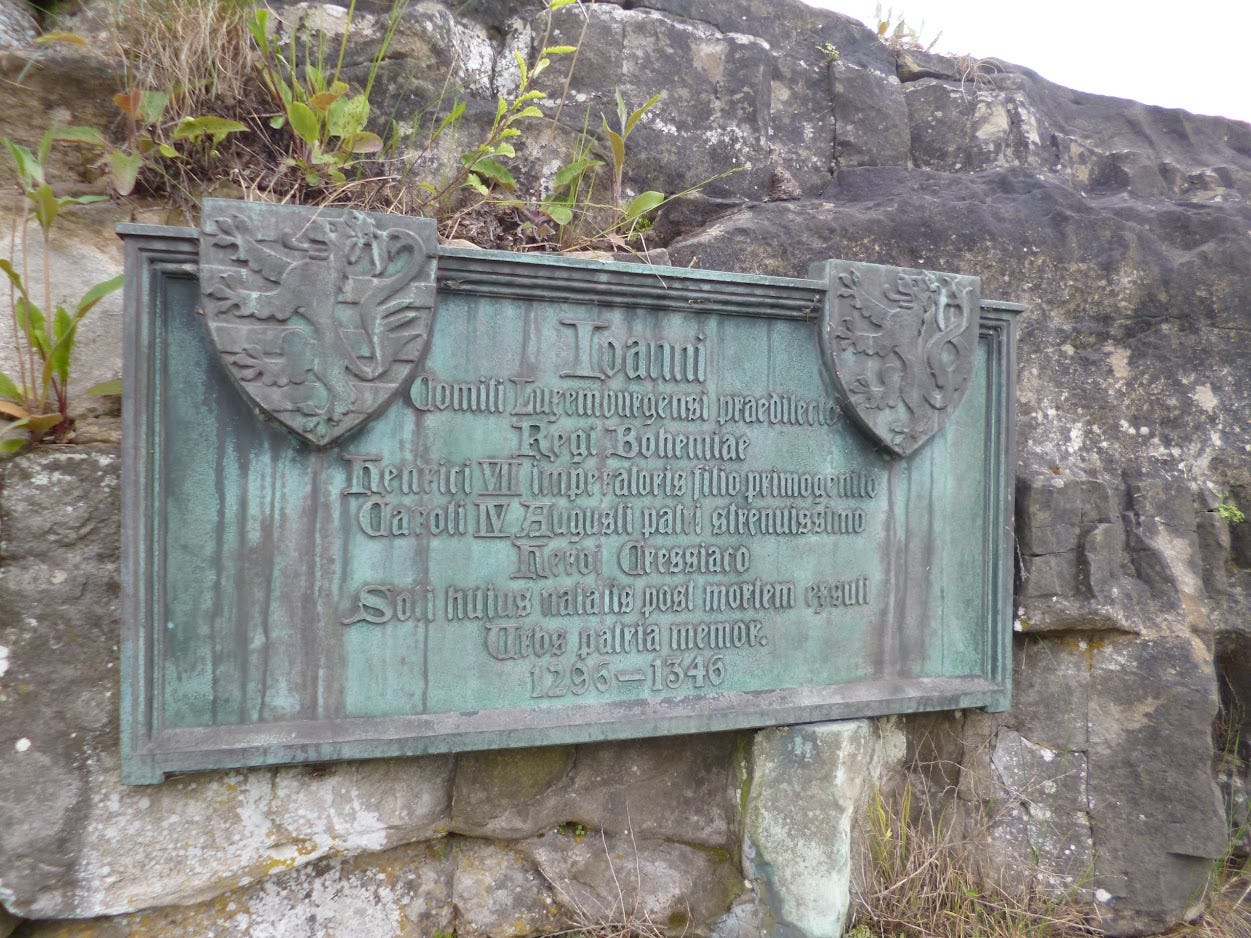 Ioanni
Comiti Luxemburgensi praedilecto
Regi Bohemiae
Henrici VII imperatoris filio primogenito
Caroli IV Augusti patri strenuissimo
Heroi Cressiaco
Soli huius natalis post mortem exsuli
Urbs patria memor.
1296—1346